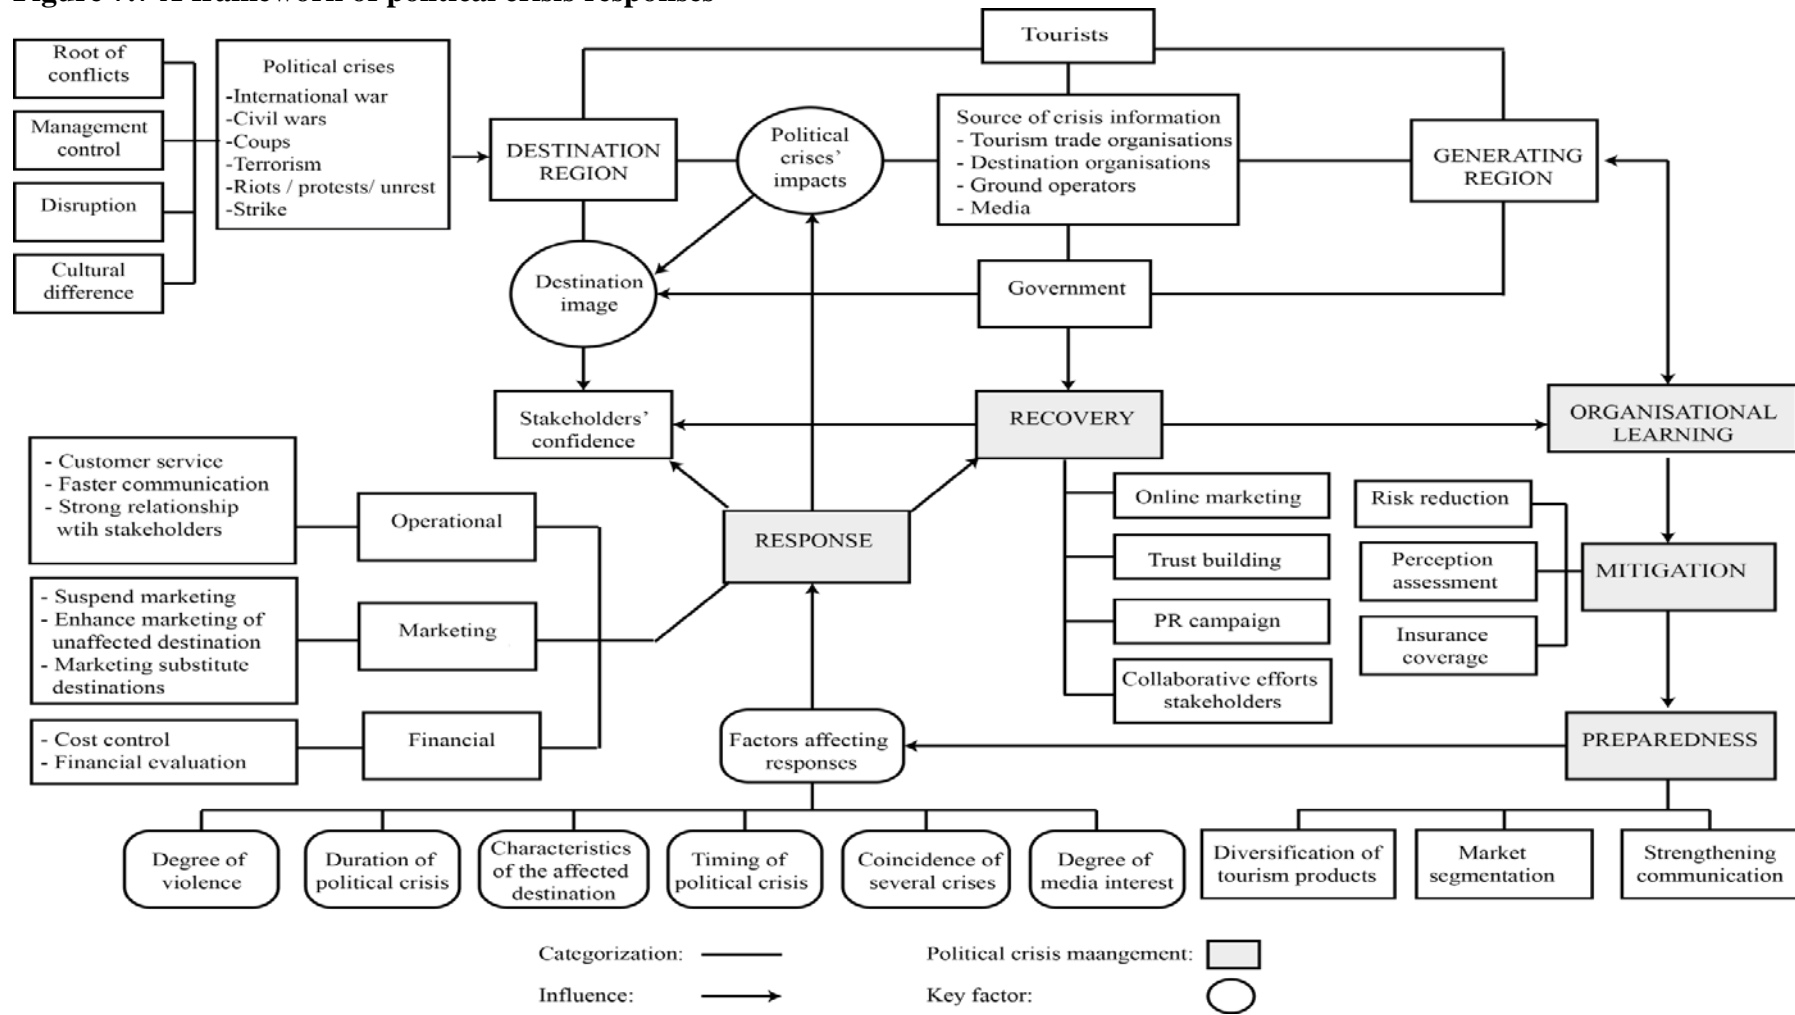 Figure A framework of political crisis responses
Tourists
Root of
conflicts
Management
control
Disruption
Cultural
difference
Political crises
-International war
-Civil wars
-Coups
-Terrorism
-Riots / protests/ unrest
-Strike
DESTINATION
REGION
Political
crises'
impacts
Source of crisis information
- Tourism trade organisations
- Destination organisations
- Ground operators
- Media
GENERATING
REGION
Destination
image
Government
Stakeholders'
confidence
RECOVERY
ORGANISATIONAL
LEARNING
- Customer service
- Faster communication
- Strong relationship
wtih stakeholders
Operational
RESPONSE
Online marketing
Trust building
PR campaign
Collaborative efforts
stakeholders
Risk reduction
Perception
assessment
Insurance
coverage
MITIGATION
- Suspend marketing
- Enhance marketing of
unaffected destination
- Marketing substitute
destinations
Marketing
- Cost control
- Financial evaluation
Financial
Factors affecting
responses
PREPAREDNESS
Degree of
violence
Duration of
political crisis
Characteristics
of the affected
destination
Timing of
political crisis
Coincidence of
several crises
Degree of
media interest
Diversification of
tourism products
Market
segmentation
Strengthening
communication
Categorization:
Political crisis maangement:
Influence:
Key factor: